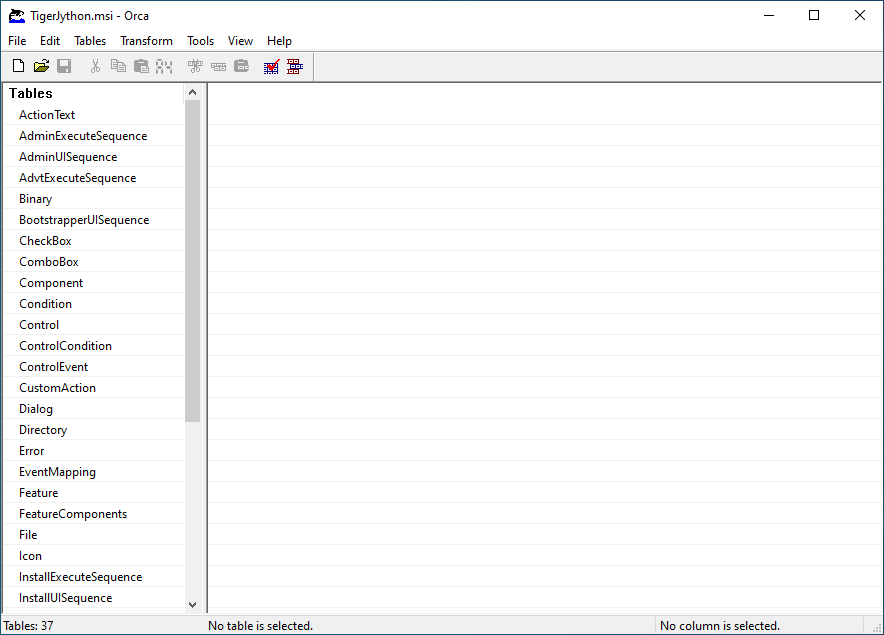 TigerJython.msi - Orca
File Edit Tables Transform Tools View Help
Tables
ActionText
AdminExecuteSequence
AdminUISequence
AdvtExecuteSequence
Binary
BootstrapperUISequence
CheckBox
ComboBox
Component
Condition
Control
ControlCondition
ControlEvent
CustomAction
Dialog
Directory
Error
EventMapping
Feature
FeatureComponents
File
Icon
InstallExecuteSequence
InstallUISequence
Tables: 37 No table is selected. No column is selected.